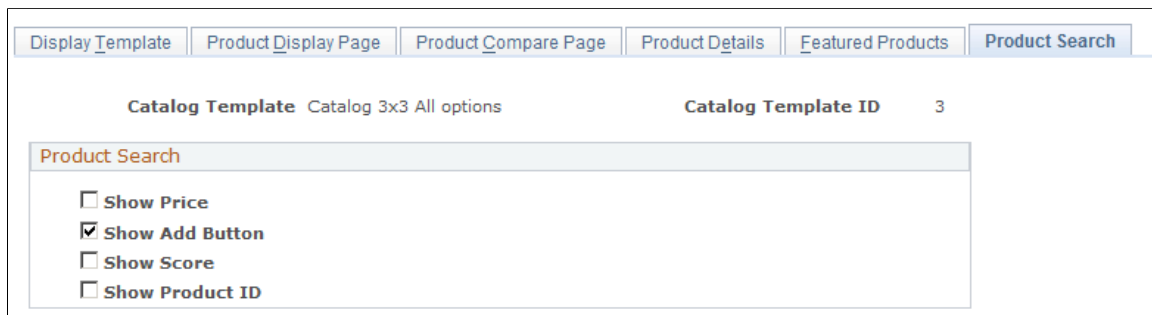 Display Template Product Display Page Product Compare Page Product Details Featured Products Product Search
Catalog Template Catalog 3x3 All options Catalog Template ID 3
Product Search
Show Price
Show Add Button
Show Score
Show Product ID